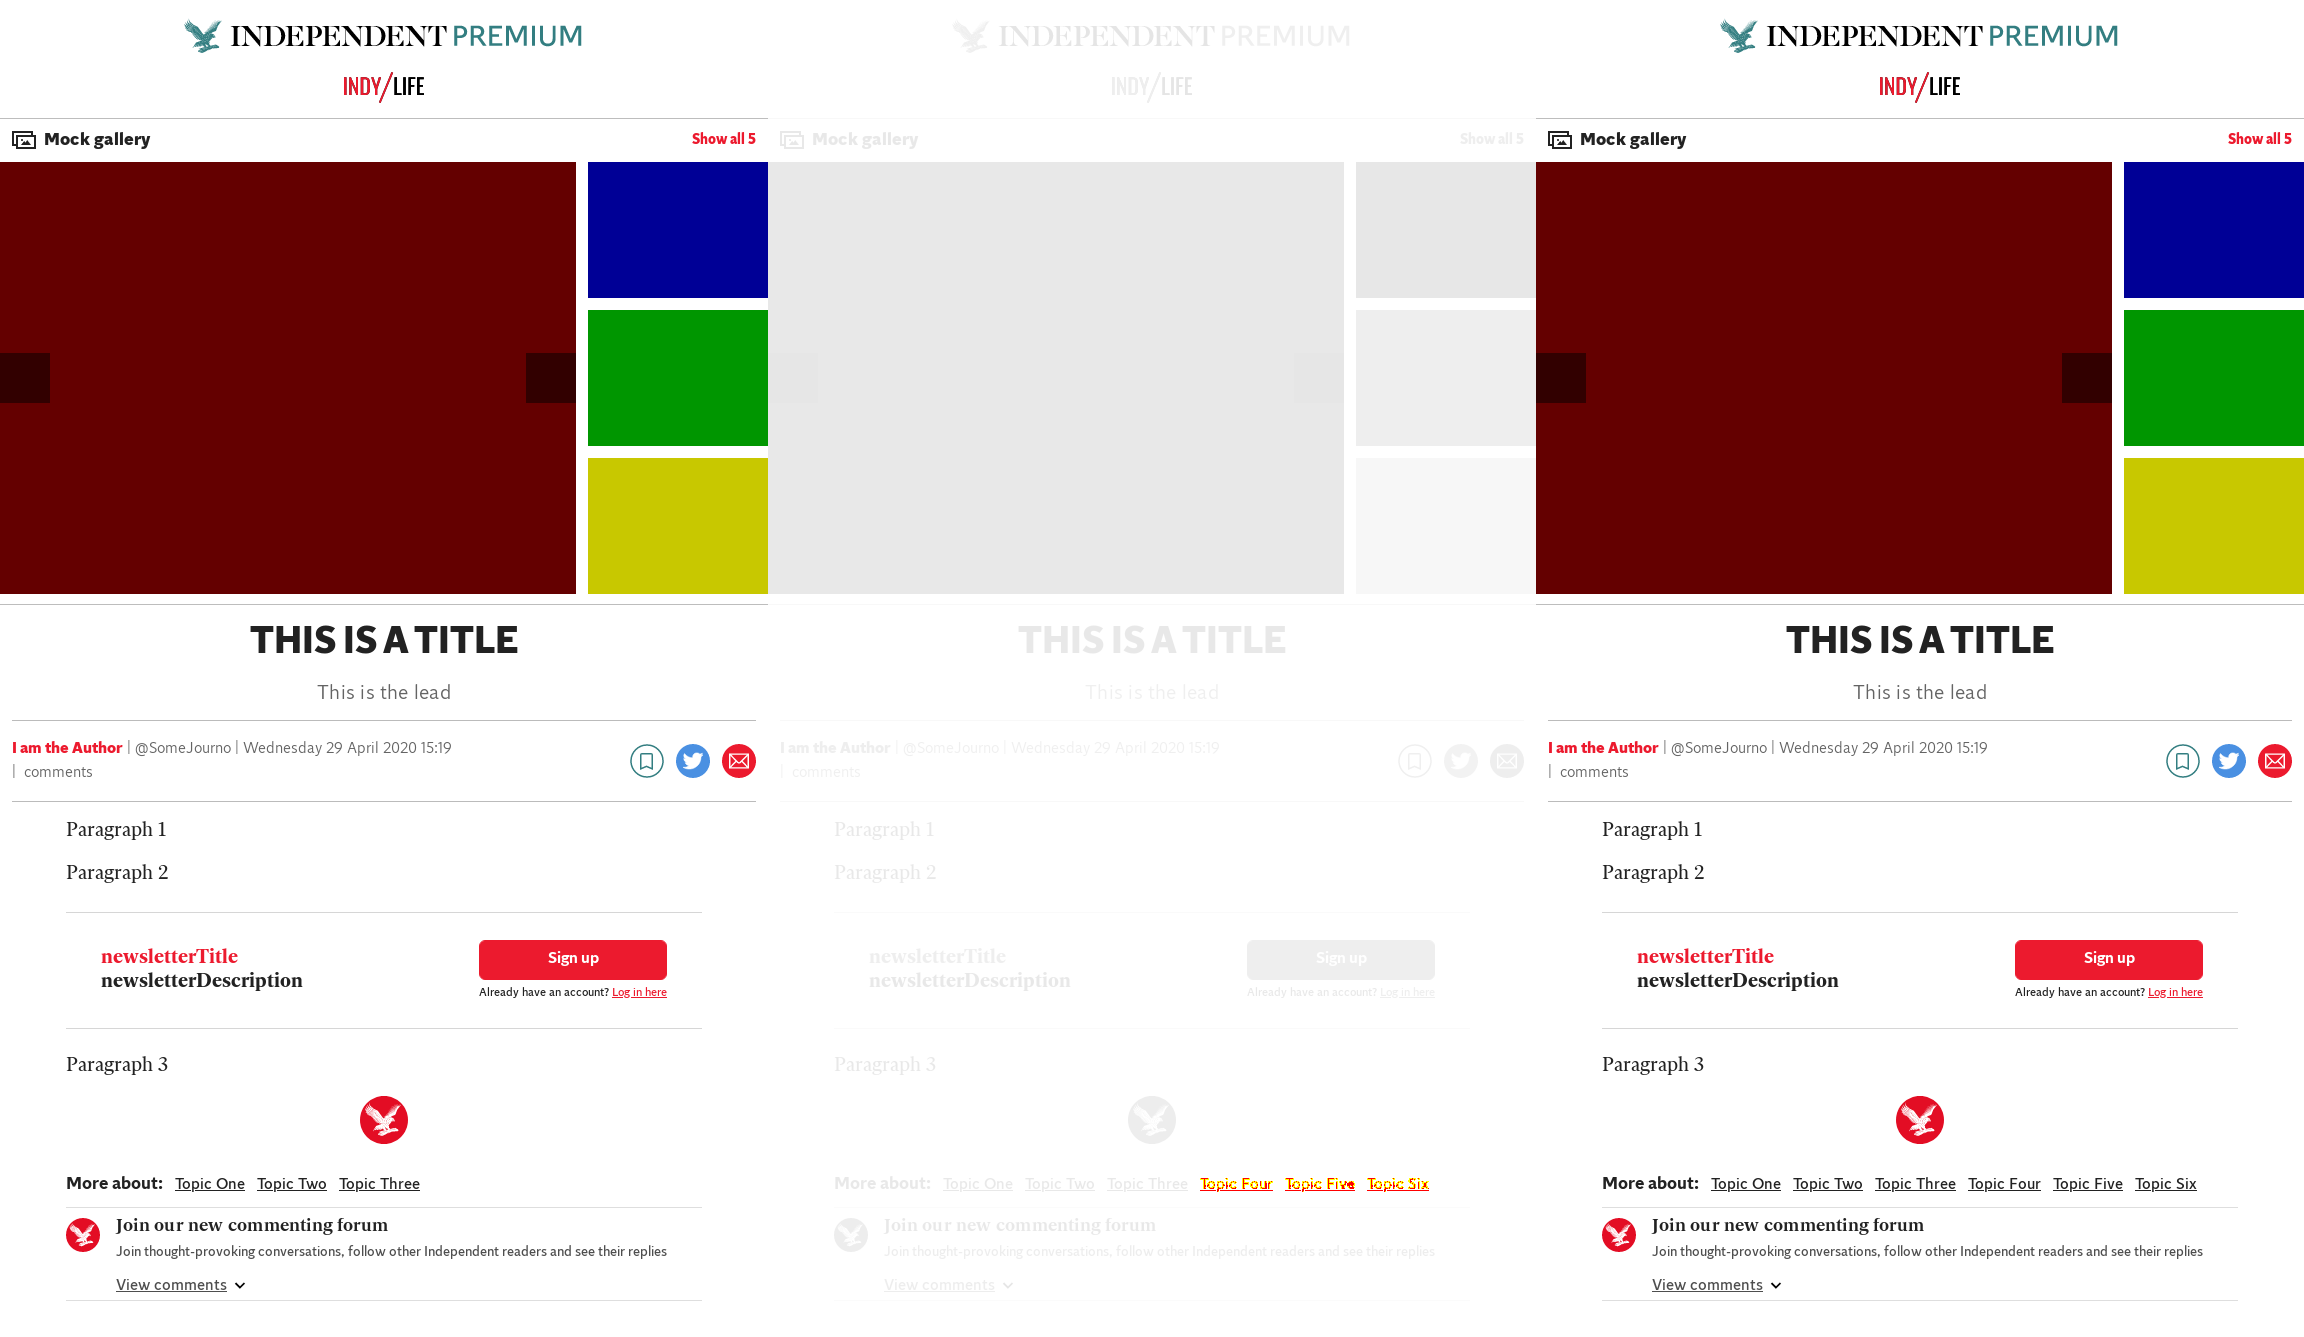 INDEPENDENT PREMIUM
INDY/LIFE
Mock gallery
Show all 5
THIS IS A TITLE
This is the lead
I am the Author | @SomeJourno | Wednesday 29 April 2020 15:19
| comments
Paragraph 1
Paragraph 2
newsletterTitle
newsletterDescription
Sign up
Already have an account? Log in here
Paragraph 3
More about: Topic One Topic Two Topic Three
Join our new commenting forum
Join thought-provoking conversations, follow other Independent readers and see their replies
View comments
INDEPENDENT PREMIUM
INDY/LIFE
Mock gallery
Show all 5
THIS IS A TITLE
This is the lead
I am the Author | @SomeJourno | Wednesday 29 April 2020 15:19
| comments
Paragraph 1
Paragraph 2
newsletterTitle
newsletterDescription
Sign up
Already have an account? Log in here
Paragraph 3
More about: Topic One Topic Two Topic Three Topic Four Topic Five Topic Six
Join our new commenting forum
Join thought-provoking conversations, follow other Independent readers and see their replies
View comments
INDEPENDENT PREMIUM
INDY/LIFE
Mock gallery
Show all 5
THIS IS A TITLE
This is the lead
I am the Author | @SomeJourno | Wednesday 29 April 2020 15:19
| comments
Paragraph 1
Paragraph 2
newsletterTitle
newsletterDescription
Sign up
Already have an account? Log in here
Paragraph 3
More about: Topic One Topic Two Topic Three Topic Four Topic Five Topic Six
Join our new commenting forum
Join thought-provoking conversations, follow other Independent readers and see their replies
View comments